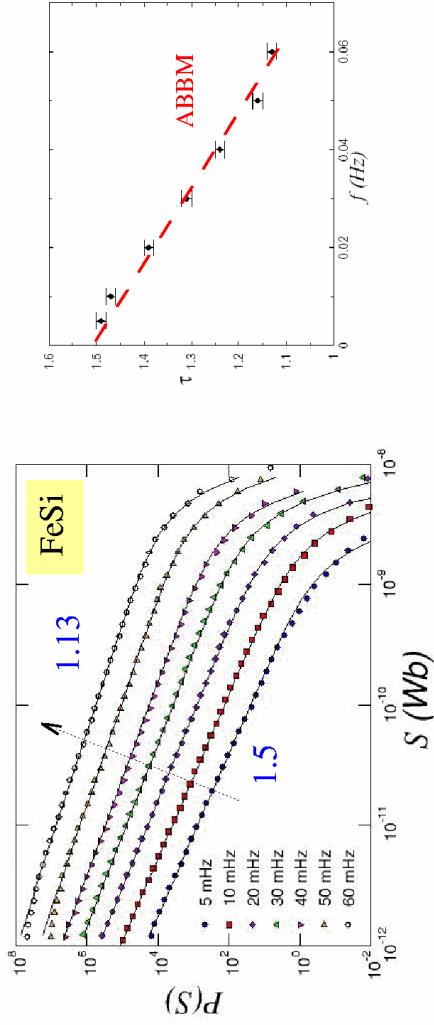 FeSi
1.13
1.5
P(S)
10^8
10^6
10^4
10^2
10^0
10^-2
5 mHz
10 mHz
20 mHz
30 mHz
40 mHz
50 mHz
60 mHz
10^-12
10^-11
10^-10
10^-9
10^-8
S (Wb)
ABBM
τ
1.6
1.5
1.4
1.3
1.2
1.1
1
0
0.02
0.04
0.06
f (Hz)